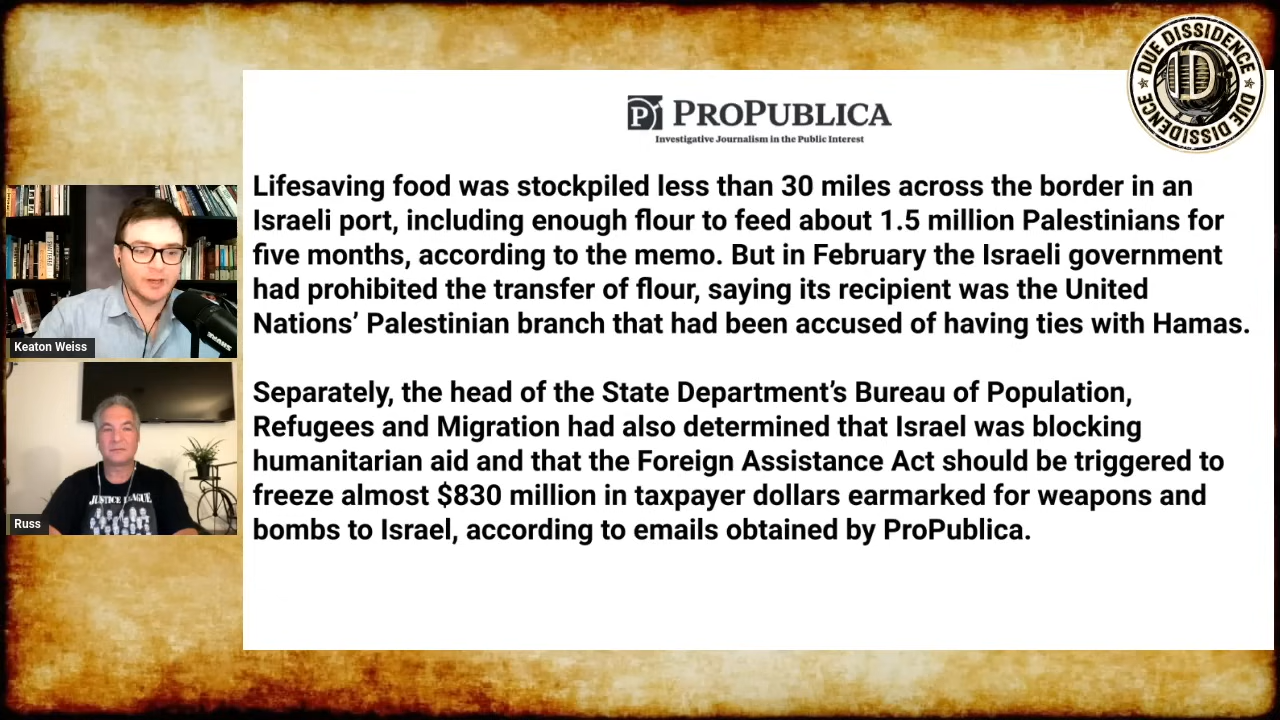 DUE DISSIDENCE
DUE DISSIDENCE
D
PROPUBLICA
Investigative Journalism in the Public Interest
Lifesaving food was stockpiled less than 30 miles across the border in an
Israeli port, including enough flour to feed about 1.5 million Palestinians for
five months, according to the memo. But in February the Israeli government
had prohibited the transfer of flour, saying its recipient was the United
Nations’ Palestinian branch that had been accused of having ties with Hamas.
Separately, the head of the State Department’s Bureau of Population,
Refugees and Migration had also determined that Israel was blocking
humanitarian aid and that the Foreign Assistance Act should be triggered to
freeze almost $830 million in taxpayer dollars earmarked for weapons and
bombs to Israel, according to emails obtained by ProPublica.
Keaton Weiss
JUSTICE LEAGUE
Russ